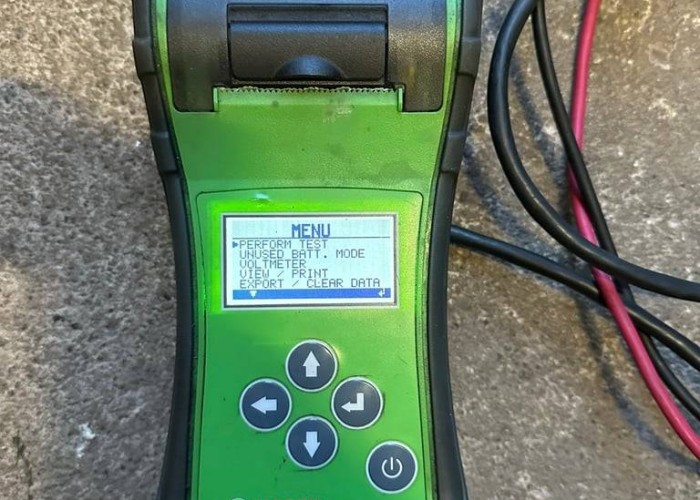 MENU
PERFORM TEST
UNUSED BATT. MODE
VOLTMETER
VIEW / PRINT
EXPORT / CLEAR DATA